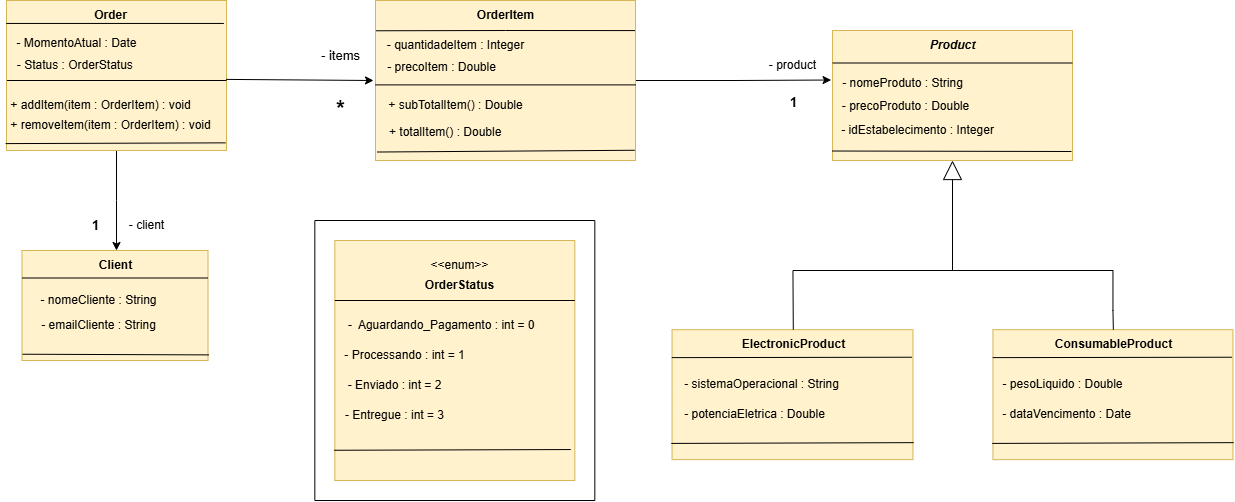 Order
- MomentoAtual : Date
- Status : OrderStatus
+ addItem(item : OrderItem) : void
+ removeItem(item : OrderItem) : void
- items
*
OrderItem
- quantidadeItem : Integer
- precoItem : Double
+ subTotalItem() : Double
+ totalItem() : Double
- product
1
Product
- nomeProduto : String
- precoProduto : Double
- idEstabelecimento : Integer
1
- client
Client
- nomeCliente : String
- emailCliente : String
<<enum>>
OrderStatus
- Aguardando_Pagamento : int = 0
- Processando : int = 1
- Enviado : int = 2
- Entregue : int = 3
ElectronicProduct
- sistemaOperacional : String
- potenciaEletrica : Double
ConsumableProduct
- pesoLiquido : Double
- dataVencimento : Date